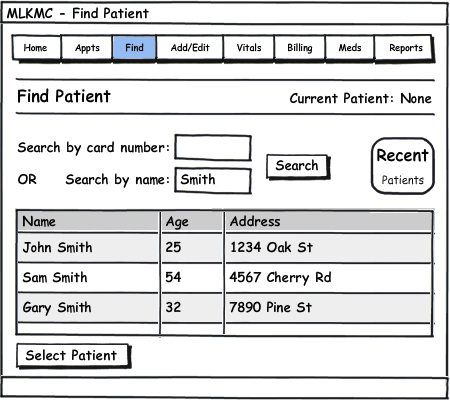 MLKMC - Find Patient
Home Appts Find Add/Edit Vitals Billing Meds Reports
Find Patient Current Patient: None
Search by card number:
Search
OR Search by name: Smith
Recent
Patients
Name Age Address
John Smith 25 1234 Oak St
Sam Smith 54 4567 Cherry Rd
Gary Smith 32 7890 Pine St
Select Patient